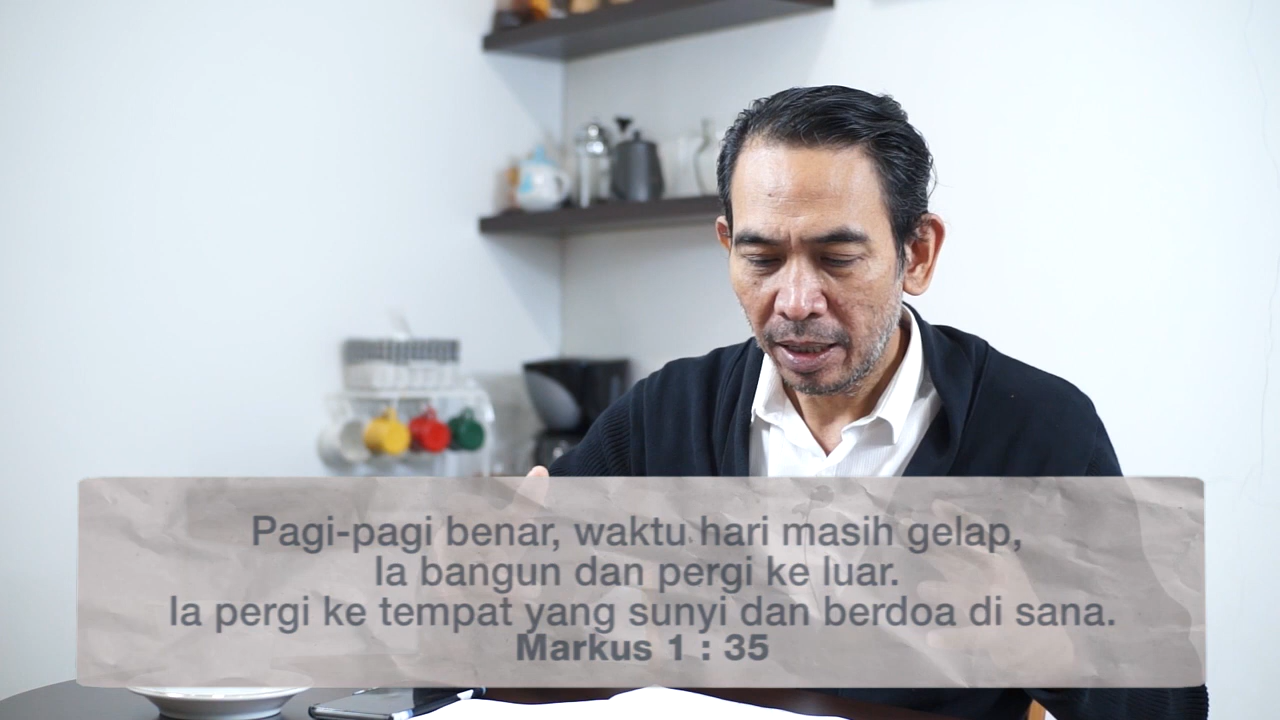 Pagi-pagi benar, waktu hari masih gelap,
Ia bangun dan pergi ke luar.
Ia pergi ke tempat yang sunyi dan berdoa di sana.
Markus 1 : 35